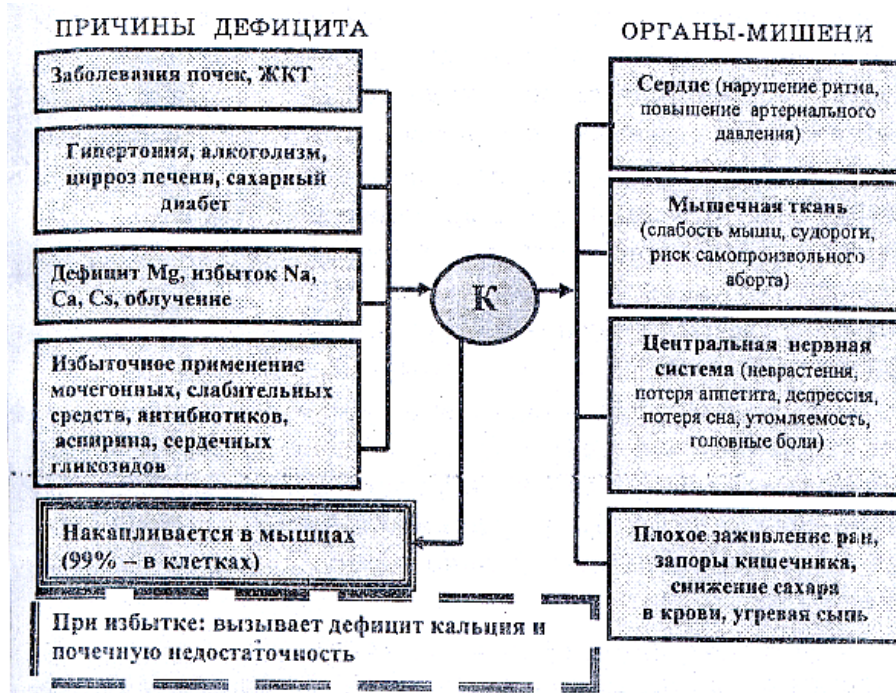 ПРИЧИНЫ ДЕФИЦИТА
Заболевания почек, ЖКТ
Гипертония, алкоголизм,
цирроз печени, сахарный
диабет
Дефицит Mg, избыток Na,
Ca, Cs, облучение
Избыточное применение
мочегонных, слабительных
средств, антибиотиков,
аспирина, сердечных
гликозидов
Накапливается в мышцах
(99% – в клетках)
При избытке: вызывает дефицит кальция и
почечную недостаточность
K
ОРГАНЫ-МИШЕНИ
Сердце (нарушение ритма,
повышение артериального
давления)
Мышечная ткань
(слабость мышц, судороги,
риск самопроизвольного
аборта)
Центральная нервная
система (неврастения,
потеря аппетита, депрессия,
потеря сна, утомляемость,
головные боли)
Плохое заживление ран,
запоры кишечника,
снижение сахара
в крови, угревая сыпь